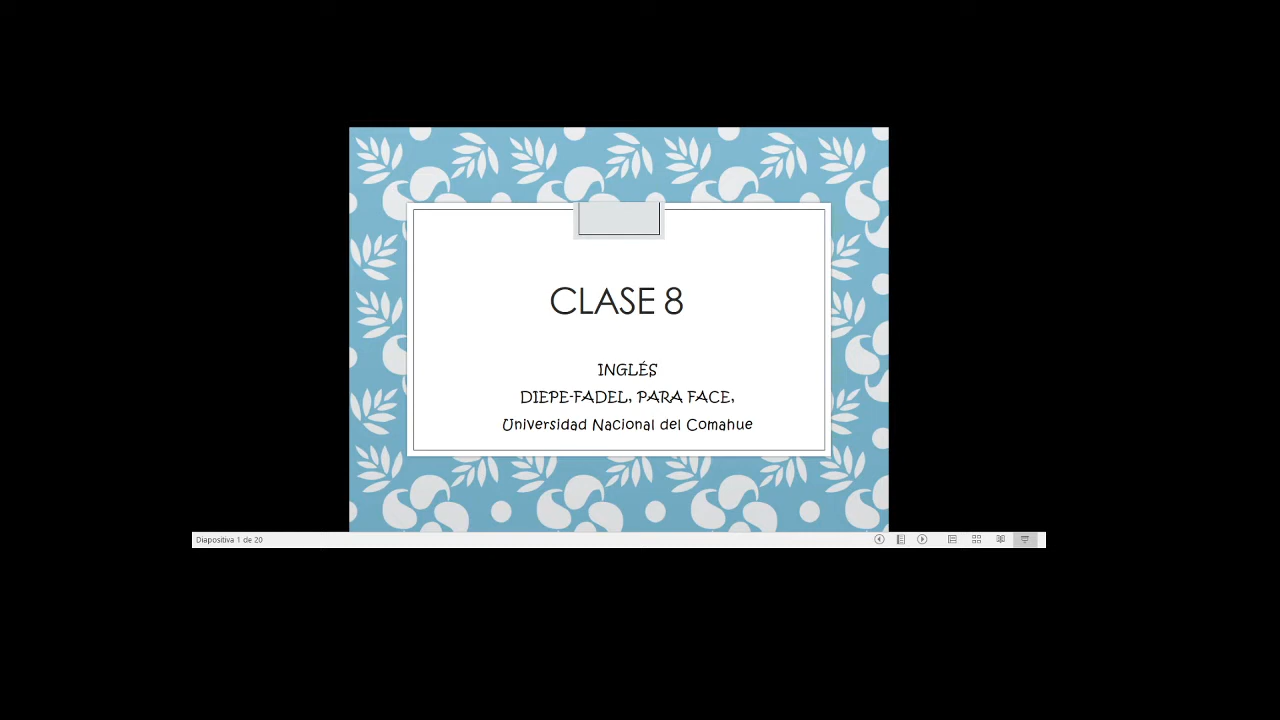 CLASE 8
INGLÉS
DIEPE-FADEL, PARA FACE,
Universidad Nacional del Comahue
Diapositiva 1 de 20